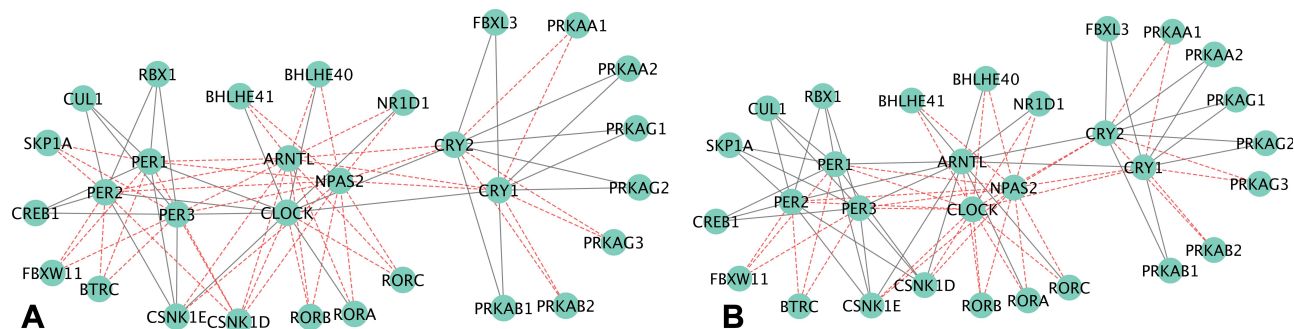 FBXL3
PRKAA1
RBX1
BHLHE40
PRKAA2
CUL1
BHLHE41
NR1D1
PRKAG1
SKP1A
PER1
ARNTL
CRY2
NPAS2
PER2
CRY1
PRKAG2
CREB1
PER3
CLOCK
PRKAG3
FBXW11
BTRC
RORC
CSNK1E
CSNK1D
RORB
RORA
PRKAB1
PRKAB2
A
FBXL3
PRKAA1
PRKAA2
BHLHE40
RBX1
BHLHE41
NR1D1
PRKAG1
CUL1
SKP1A
CRY2
PRKAG2
PER1
ARNTL
CRY1
NPAS2
PRKAG3
PER2
PER3
CLOCK
CREB1
PRKAB2
FBXW11
PRKAB1
BTRC
CSNK1E
CSNK1D
RORB
RORA
RORC
B